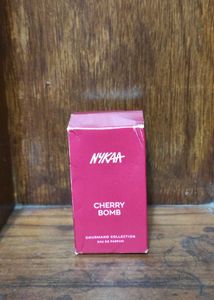 NYKAA
CHERRY
BOMB
GOURMAND COLLECTION
EAU DE PARFUM